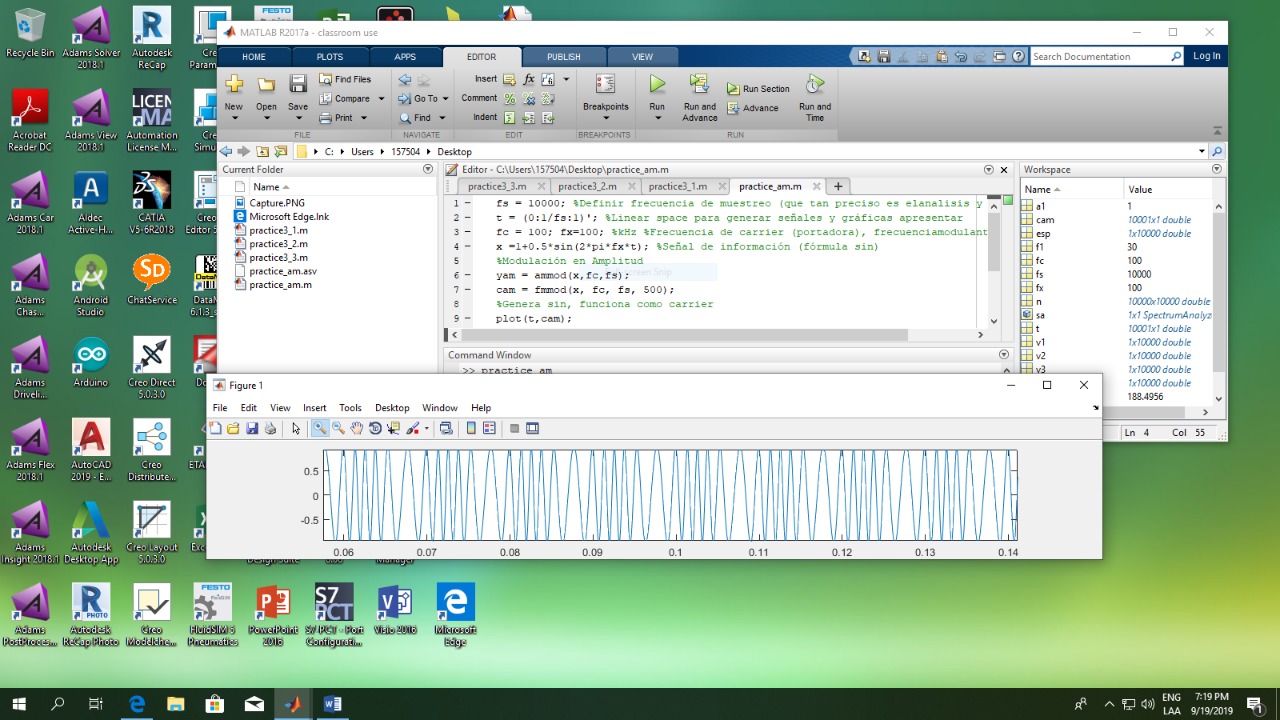 MATLAB R2017a - classroom use
HOME PLOTS APPS EDITOR PUBLISH VIEW
Search Documentation
Log In
New
Open
Save
Find Files
Compare
Print
Go To
Find
Insert
Comment
Indent
Breakpoints
Run
Run and Advance
Run Section
Advance
Run and Time
FILE NAVIGATE EDIT BREAKPOINTS RUN
C: Users 157504 Desktop
Current Folder
Name
Capture.PNG
Microsoft Edge.lnk
practice3_1.m
practice3_2.m
practice3_3.m
practice_am.asv
practice_am.m
Editor - C:\Users\157504\Desktop\practice_am.m
practice3_3.m practice3_2.m practice3_1.m practice_am.m
1 fs = 10000; %Definir frecuencia de muestreo (que tan preciso es elanalisis y
2 t = (0:1/fs:1)'; %Linear space para generar señales y gráficas apresentar
3 fc = 100; fx=100; %kHz %Frecuencia de carrier (portadora), frecuenciamodulant
4 x =1+0.5*sin(2*pi*fx*t); %Señal de información (fórmula sin)
5 %Modulación en Amplitud
6 yam = ammod(x,fc,fs);
7 cam = fmmod(x, fc, fs, 500);
8 %Genera sin, funciona como carrier
9 plot(t,cam);
Command Window
>> practice_am
Workspace
Name Value
a1 1
cam 10001x1 double
esp 1x10000 double
f1 30
fc 100
fs 10000
fx 100
n 10000x10000 double
sa 1x1 SpectrumAnalyz
t 10001x1 double
v1 1x10000 double
v2 1x10000 double
v3 1x10000 double
1x10000 double
188.4956
Ln 4 Col 55
Figure 1
File Edit View Insert Tools Desktop Window Help
0.5
0
-0.5
0.06 0.07 0.08 0.09 0.1 0.11 0.12 0.13 0.14
Recycle Bin
Adams Solver 2018.1
Autodesk ReCap
Acrobat Reader DC
Adams View 2018.1
Automation License M...
Adams Car 2018.1
Aldec Active-H...
CATIA V5-6R2018
Adams Chas...
Android Studio
ChatService
Adams Driveli...
Arduino
Creo Direct 5.0.3.0
Adams Flex 2018.1
AutoCAD 2019 - E...
Creo Distribute...
Adams Insight 2018.1
Autodesk Desktop App
Creo Layout 5.0.3.0
Adams PostProces...
Autodesk ReCap Photo
Creo Modelche...
FluidSIM 5 Pneumatics
PowerPoint 2016
S7-PCT - Port Configurati...
Visio 2016
Microsoft Edge
ENG
LAA
7:19 PM
9/19/2019